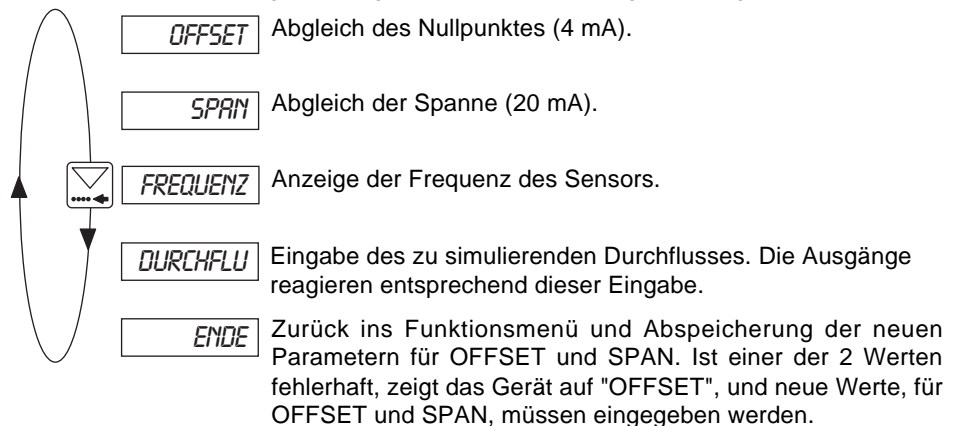 OFFSET Abgleich des Nullpunktes (4 mA).
SPAN Abgleich der Spanne (20 mA).
FREQUENZ Anzeige der Frequenz des Sensors.
DURCHFLU Eingabe des zu simulierenden Durchflusses. Die Ausgänge
reagieren entsprechend dieser Eingabe.
ENDE Zurück ins Funktionsmenü und Abspeicherung der neuen
Parametern für OFFSET und SPAN. Ist einer der 2 Werten
fehlerhaft, zeigt das Gerät auf "OFFSET", und neue Werte, für
OFFSET und SPAN, müssen eingegeben werden.